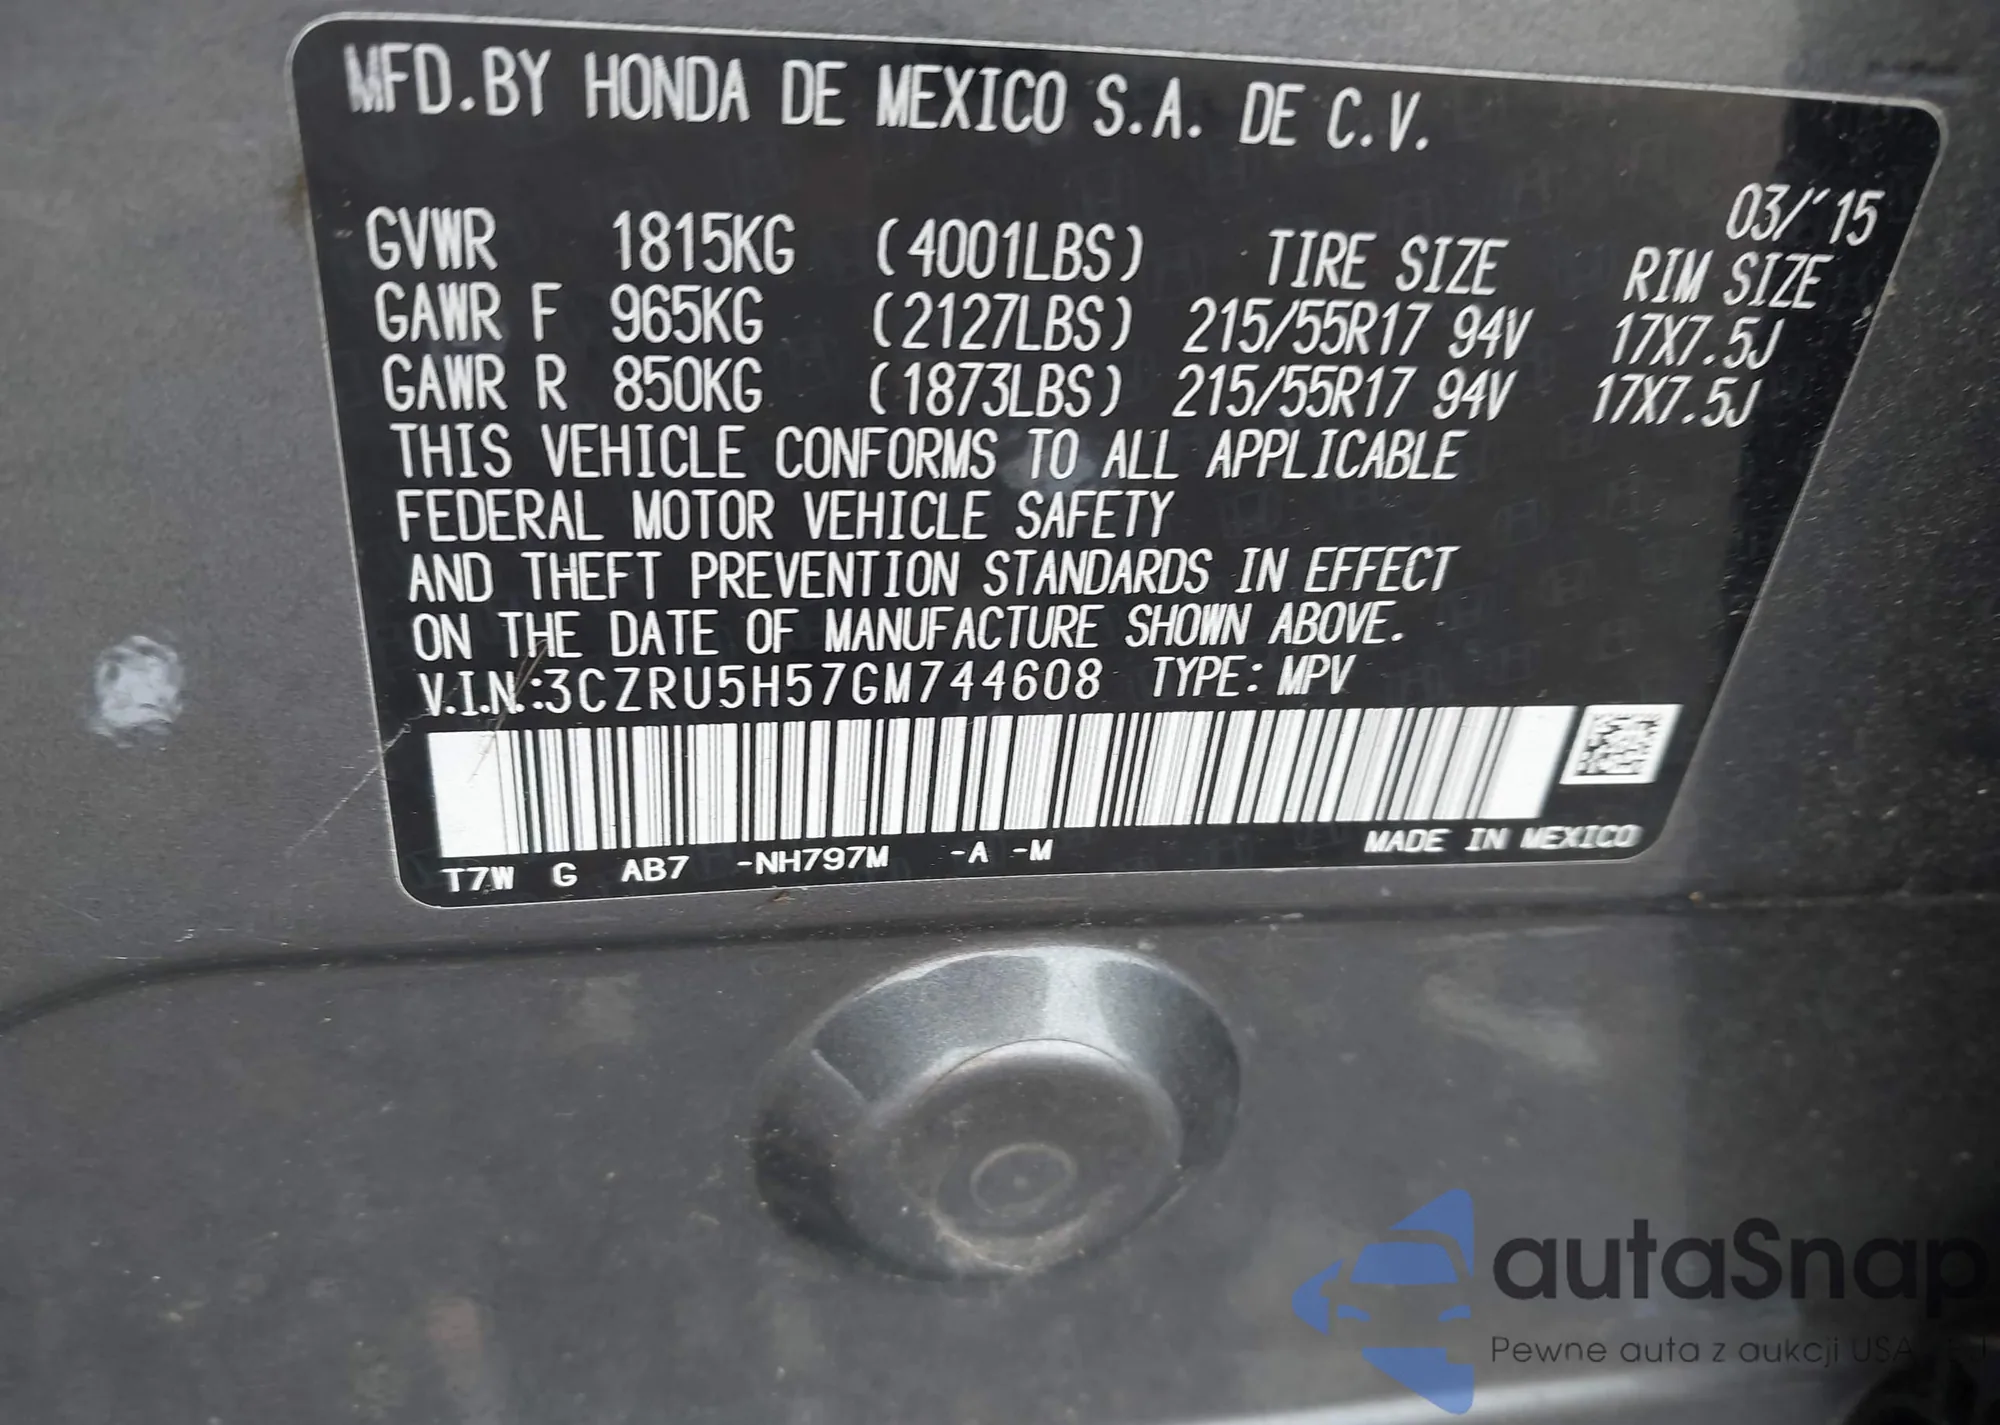 MFD.BY HONDA DE MEXICO S.A. DE C.V.
03/'15
GVWR 1815KG (4001LBS) TIRE SIZE RIM SIZE
GAWR F 965KG (2127LBS) 215/55R17 94V 17X7.5J
GAWR R 850KG (1873LBS) 215/55R17 94V 17X7.5J
THIS VEHICLE CONFORMS TO ALL APPLICABLE
FEDERAL MOTOR VEHICLE SAFETY
AND THEFT PREVENTION STANDARDS IN EFFECT
ON THE DATE OF MANUFACTURE SHOWN ABOVE.
V.I.N.:3CZRU5H57GM744608 TYPE: MPV
T7W G AB7 -NH797M -A -M MADE IN MEXICO
autaSnap
Pewne auta z aukcji USA